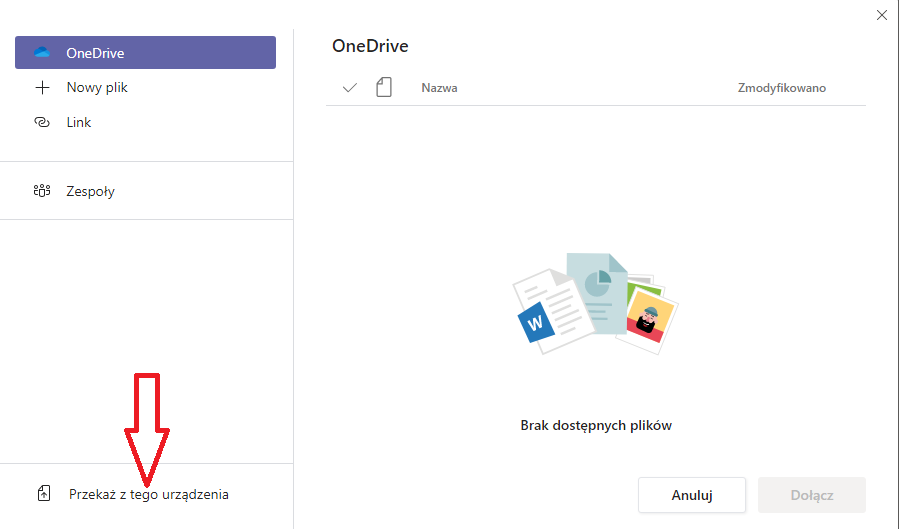 OneDrive
Nowy plik
Link
Zespoły
Przekaż z tego urządzenia
OneDrive
Nazwa Zmodyfikowano
W
Brak dostępnych plików
Anuluj Dołącz